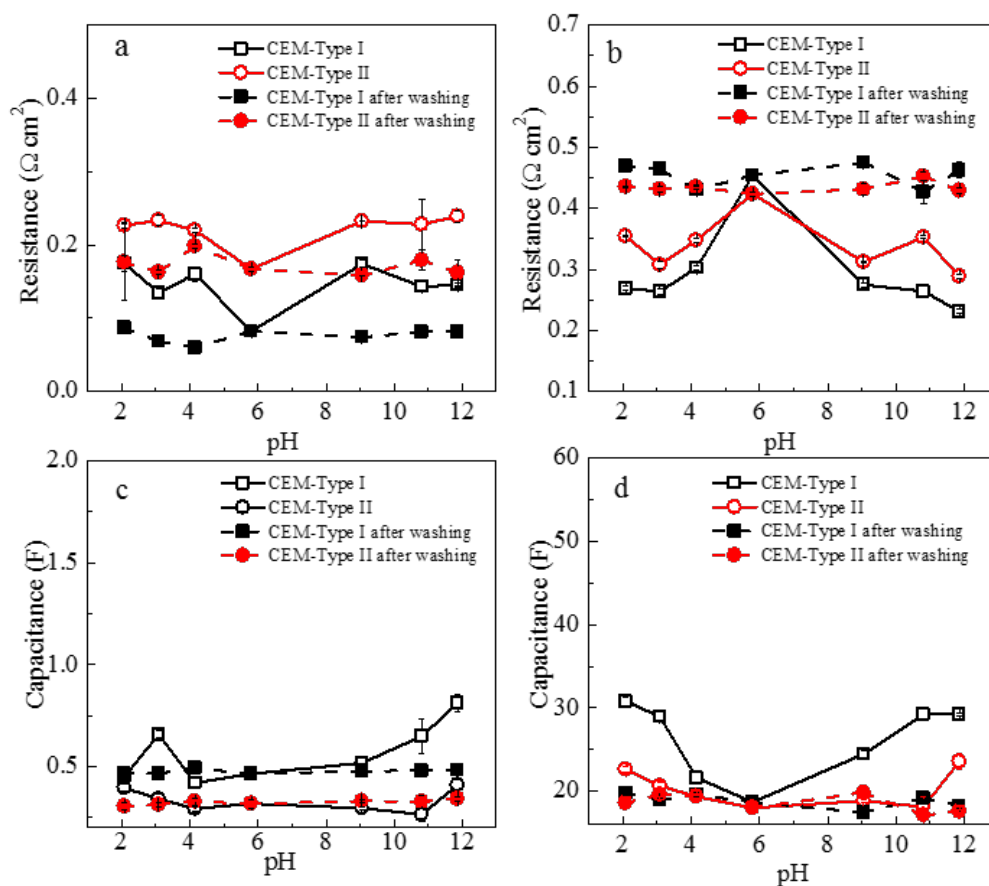 a
CEM-Type I
CEM-Type II
CEM-Type I after washing
CEM-Type II after washing
Resistance (Ω cm²)
0.4
0.2
0.0
2 4 6 8 10 12
pH
b
CEM-Type I
CEM-Type II
CEM-Type I after washing
CEM-Type II after washing
Resistance (Ω cm²)
0.7
0.6
0.5
0.4
0.3
0.2
0.1
2 4 6 8 10 12
pH
c
CEM-Type I
CEM-Type II
CEM-Type I after washing
CEM-Type II after washing
Capacitance (F)
2.0
1.5
1.0
0.5
2 4 6 8 10 12
pH
d
CEM-Type I
CEM-Type II
CEM-Type I after washing
CEM-Type II after washing
Capacitance (F)
60
50
40
30
20
2 4 6 8 10 12
pH